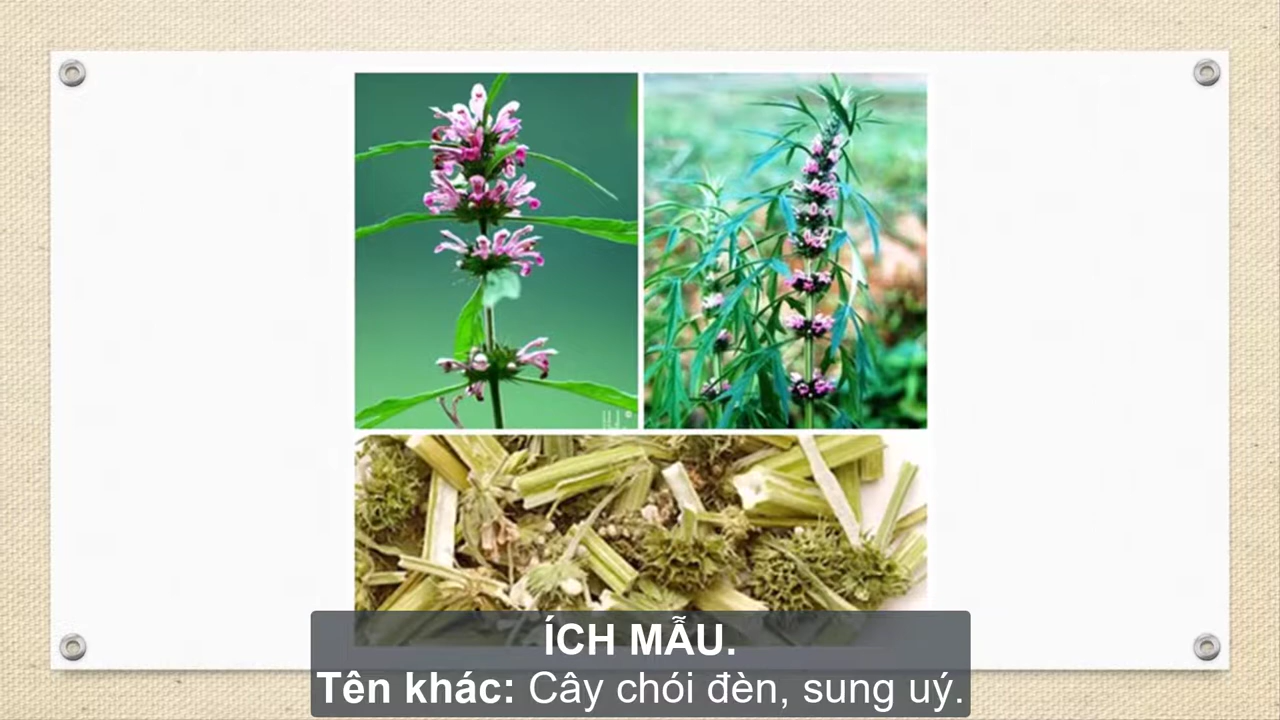 ÍCH MẪU.
Tên khác: Cây chói đèn, sung uý.